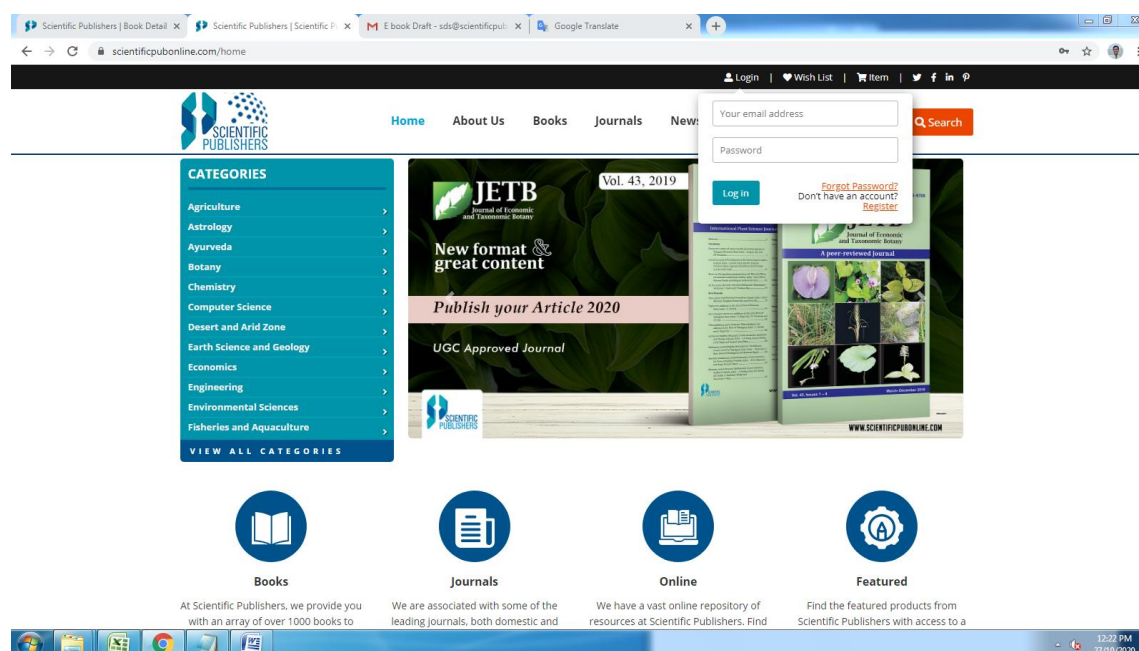 Scientific Publishers | Book Detail
Scientific Publishers | Scientific P
E book Draft - sds@scientificpub
Google Translate
scientificpubonline.com/home
Login | Wish List | Item |
SCIENTIFIC
PUBLISHERS
Home About Us Books Journals New
Search
Your email address
Password
Log in
Forgot Password?
Don't have an account?
Register
CATEGORIES
Agriculture
Astrology
Ayurveda
Botany
Chemistry
Computer Science
Desert and Arid Zone
Earth Science and Geology
Economics
Engineering
Environmental Sciences
Fisheries and Aquaculture
VIEW ALL CATEGORIES
JETB
Journal of Economic
and Taxonomic Botany
Vol. 43, 2019
New format &
great content
Publish your Article 2020
UGC Approved Journal
SCIENTIFIC
PUBLISHERS
International Plant Science Journal
Journal of Economic
and Taxonomic Botany
A peer-reviewed Journal
WWW.SCIENTIFICPUBONLINE.COM
Books
At Scientific Publishers, we provide you
with an array of over 1000 books to
Journals
We are associated with some of the
leading journals, both domestic and
Online
We have a vast online repository of
resources at Scientific Publishers. Find
Featured
Find the featured products from
Scientific Publishers with access to a
12:22 PM
27/10/2020